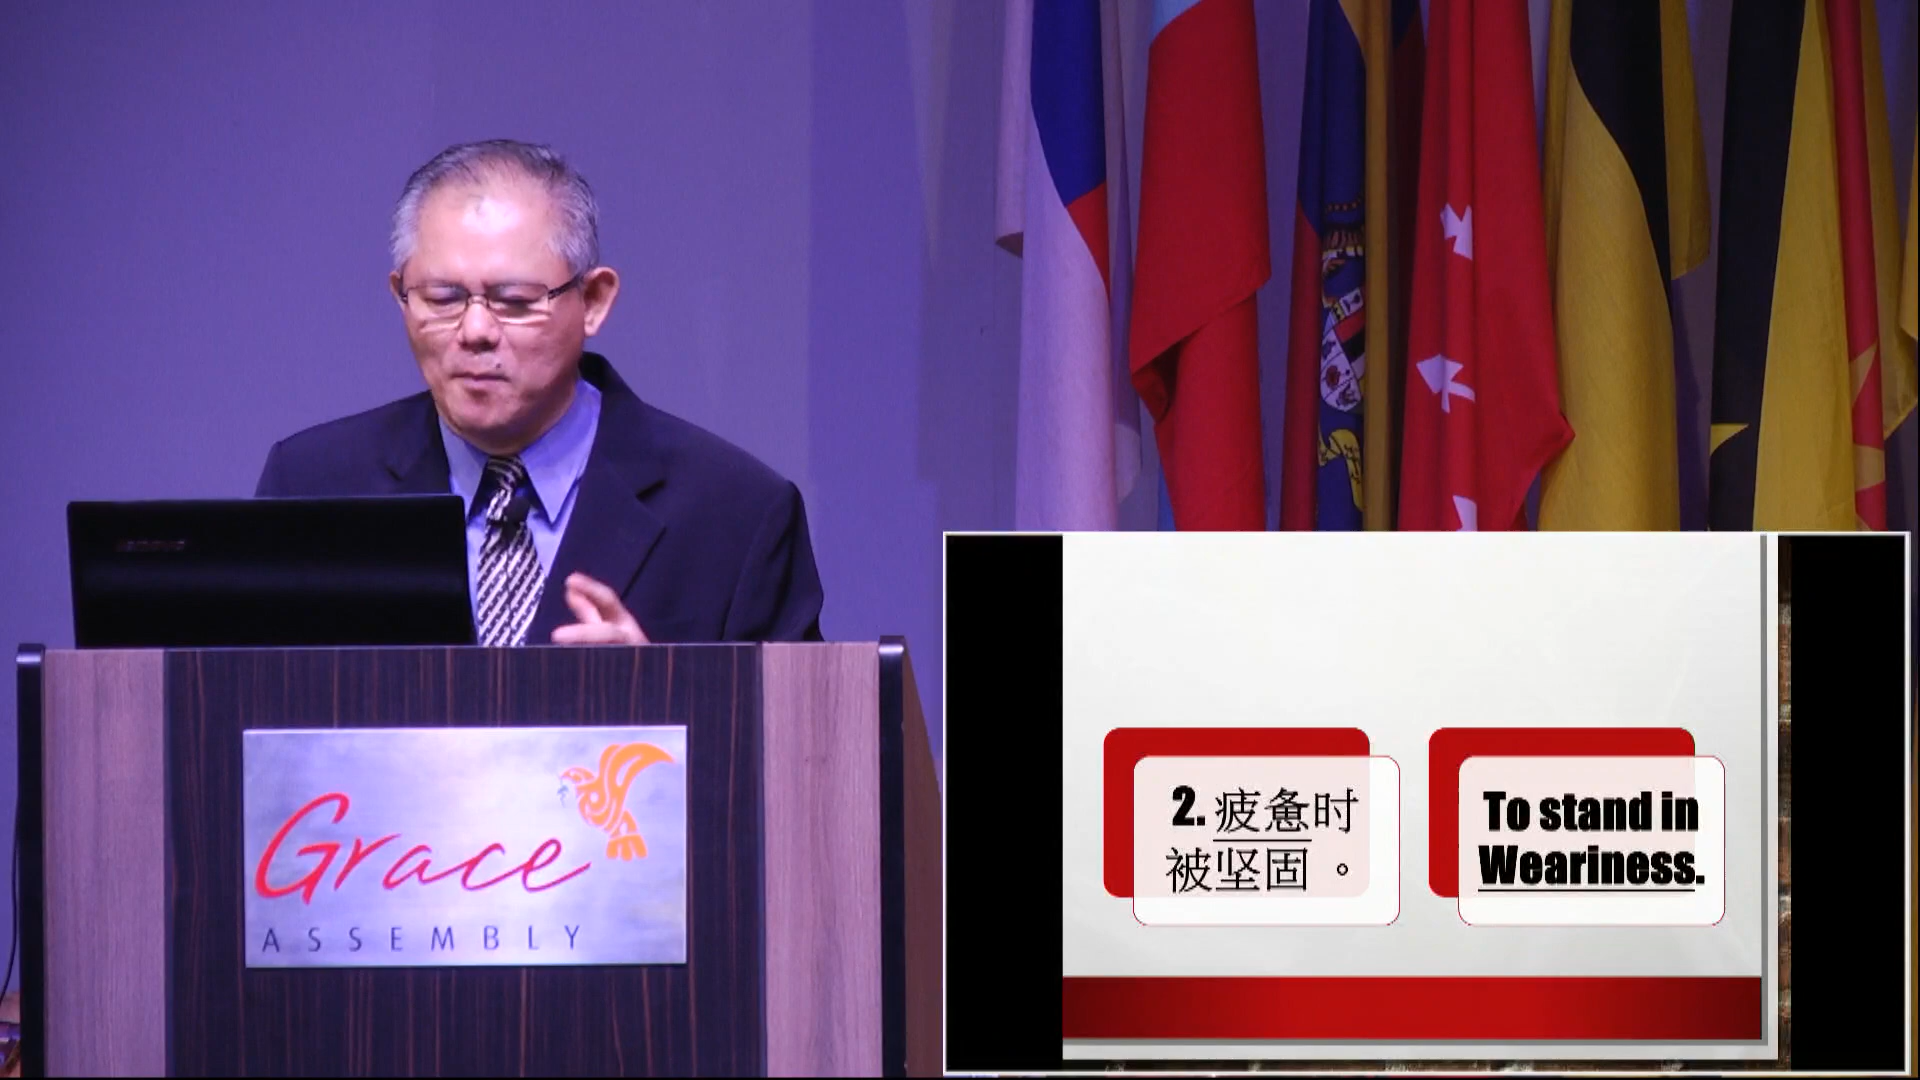 Grace
ASSEMBLY
2. 疲惫时
被坚固。
To stand in
Weariness.